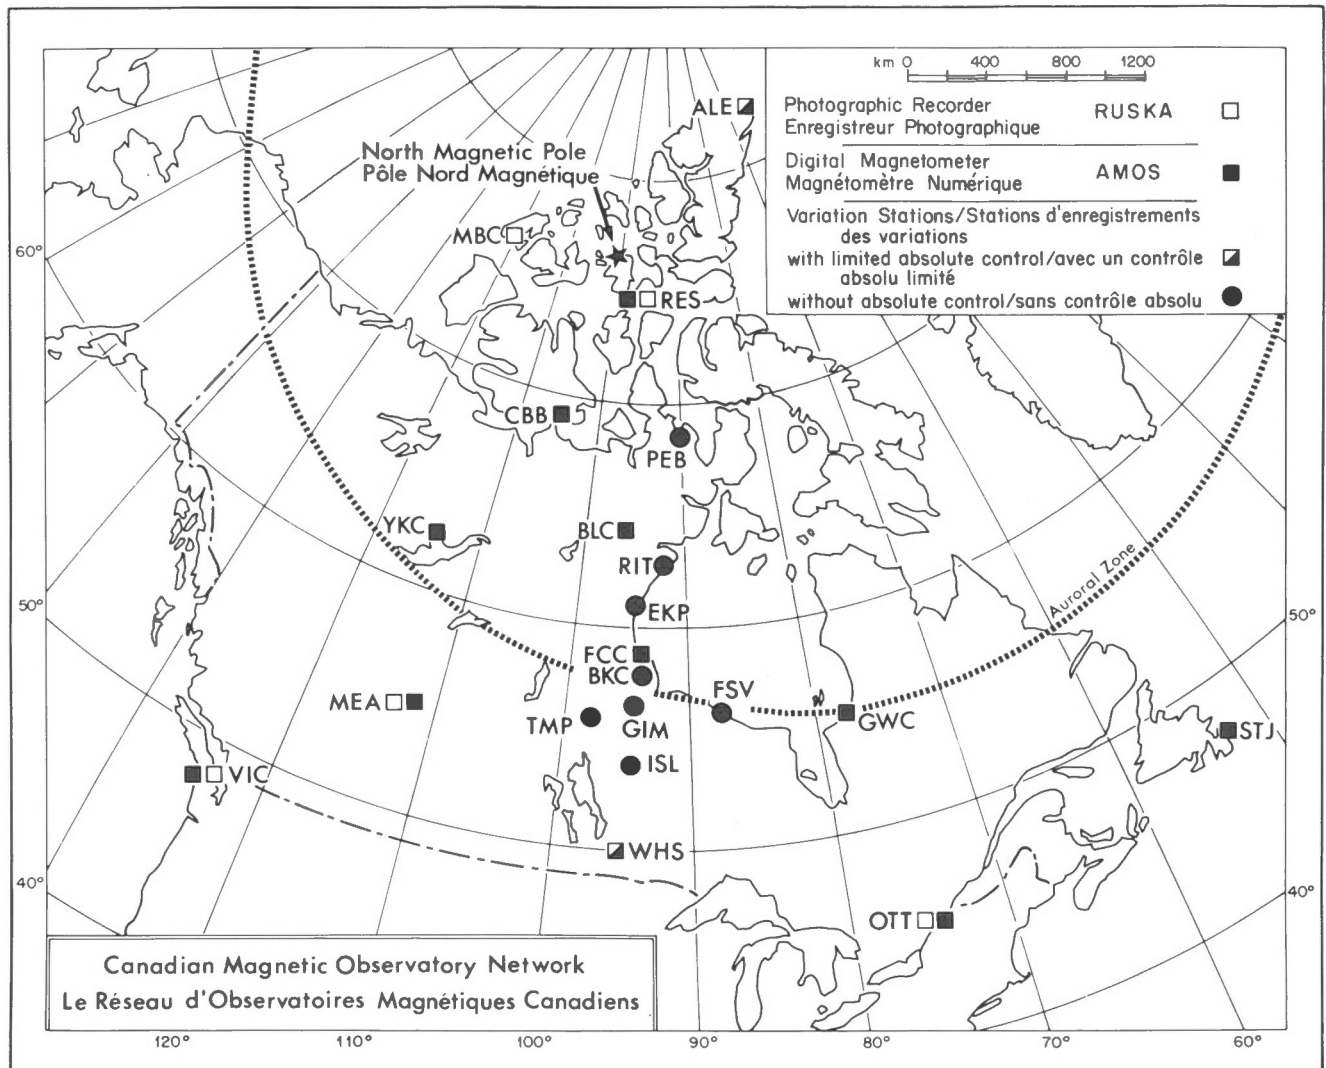 km 0 400 800 1200
Photographic Recorder
Enregistreur Photographique
RUSKA
Digital Magnetometer
Magnétomètre Numérique
AMOS
Variation Stations/Stations d'enregistrements
des variations
with limited absolute control/avec un contrôle
absolu limité
without absolute control/sans contrôle absolu
ALE
North Magnetic Pole
Pôle Nord Magnétique
MBC
60°
RES
CBB
PEB
YKC
BLC
RIT
Auroral Zone
50°
EKP
50°
FCC
BKC
MEA
FSV
TMP
GIM
GWC
STJ
ISL
VIC
WHS
40°
40°
OTT
Canadian Magnetic Observatory Network
Le Réseau d'Observatoires Magnétiques Canadiens
120° 110° 100° 90° 80° 70° 60°